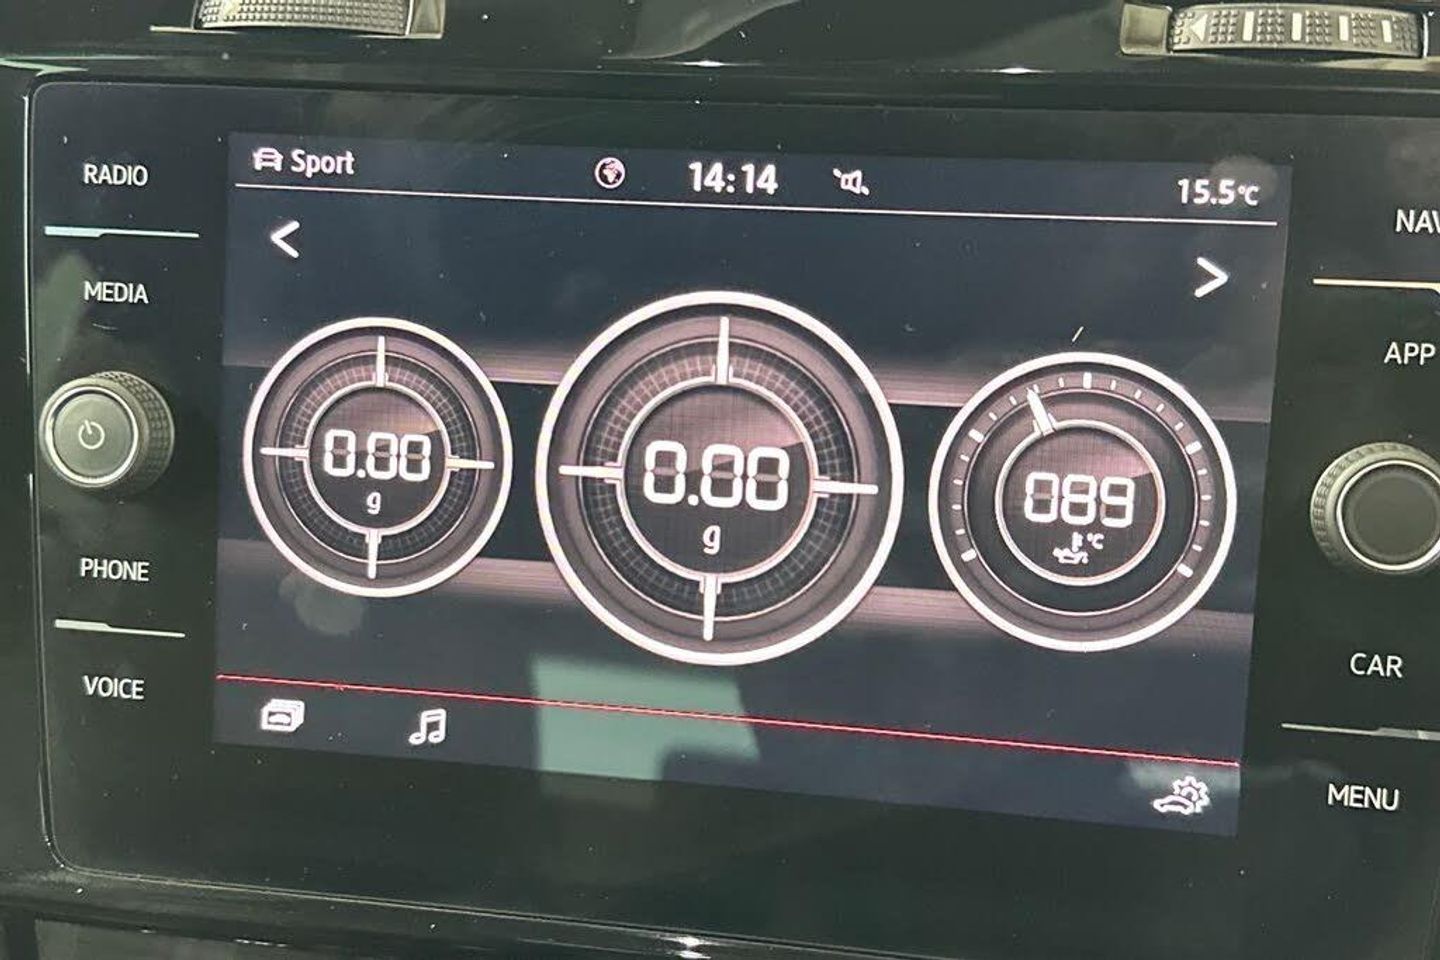 RADIO
MEDIA
PHONE
VOICE
Sport
14:14
15.5°C
<
>
0.00
g
0.00
g
089
°C
NAV
APP
CAR
MENU